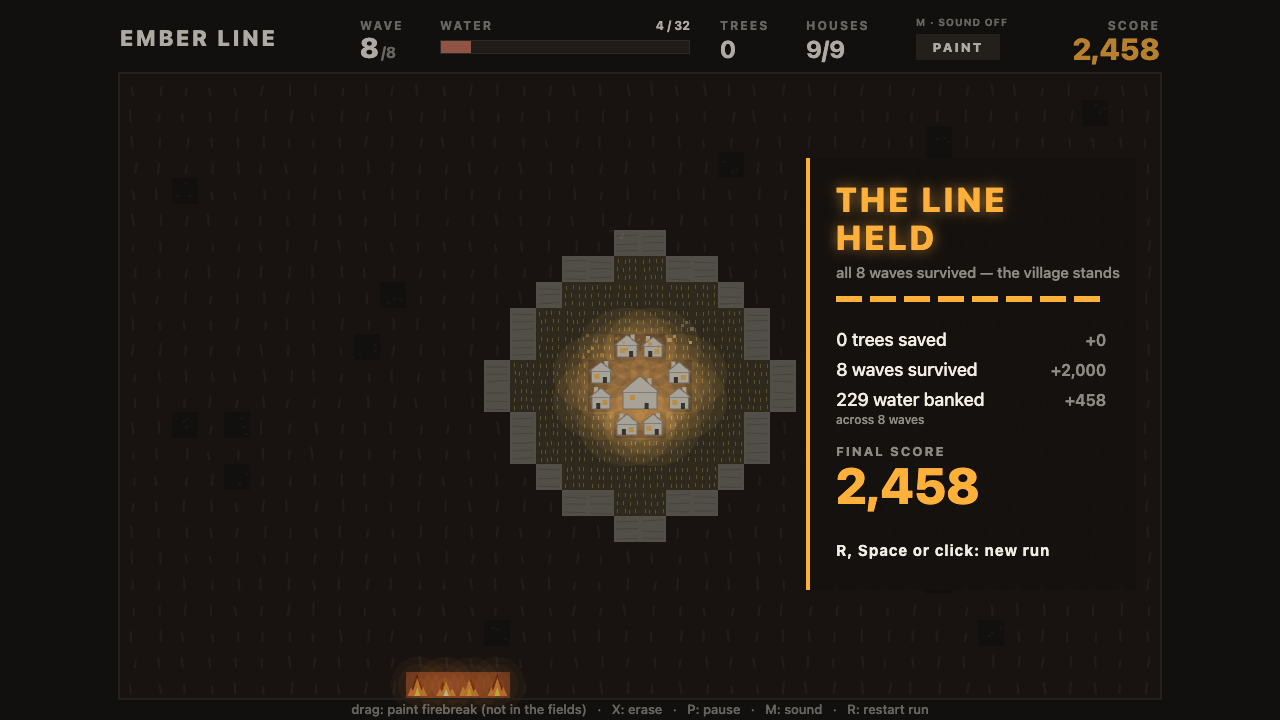 EMBER LINE
WAVE
8/8
WATER
4 / 32
TREES
0
HOUSES
9/9
M · SOUND OFF
PAINT
SCORE
2,458
THE LINE
HELD
all 8 waves survived — the village stands
0 trees saved +0
8 waves survived +2,000
229 water banked +458
across 8 waves
FINAL SCORE
2,458
R, Space or click: new run
drag: paint firebreak (not in the fields) · X: erase · P: pause · M: sound · R: restart run